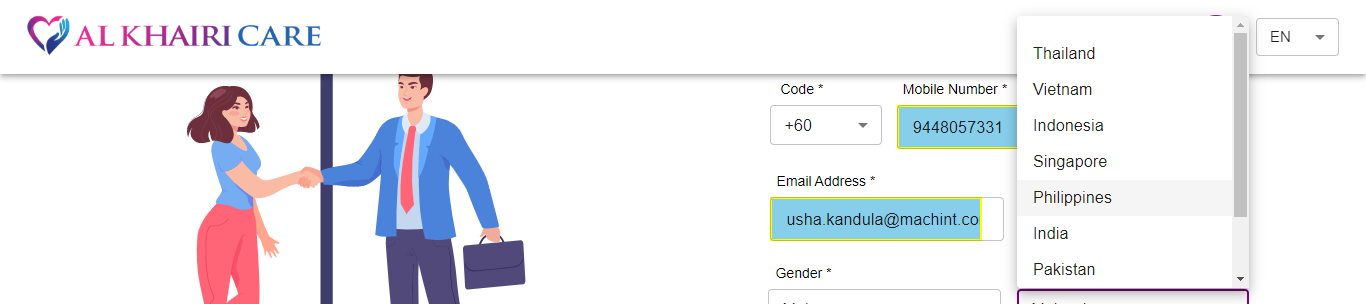 AL KHAIRI CARE
EN
Code *
Mobile Number *
+60
9448057331
Email Address *
usha.kandula@machint.co
Gender *
Thailand
Vietnam
Indonesia
Singapore
Philippines
India
Pakistan